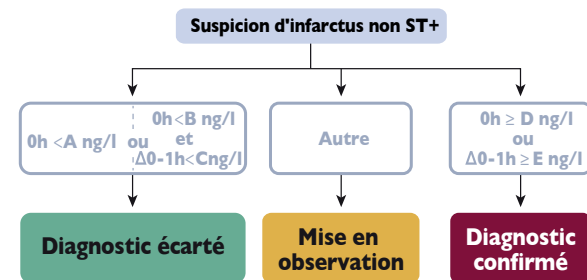 Suspicion d'infarctus non ST+
0h <A ng/l
ou
0h<B ng/l
et
Δ0-1h<Cng/l
Autre
0h ≥ D ng/l
ou
Δ0-1h ≥ E ng/l
Diagnostic écarté
Mise en
observation
Diagnostic
confirmé